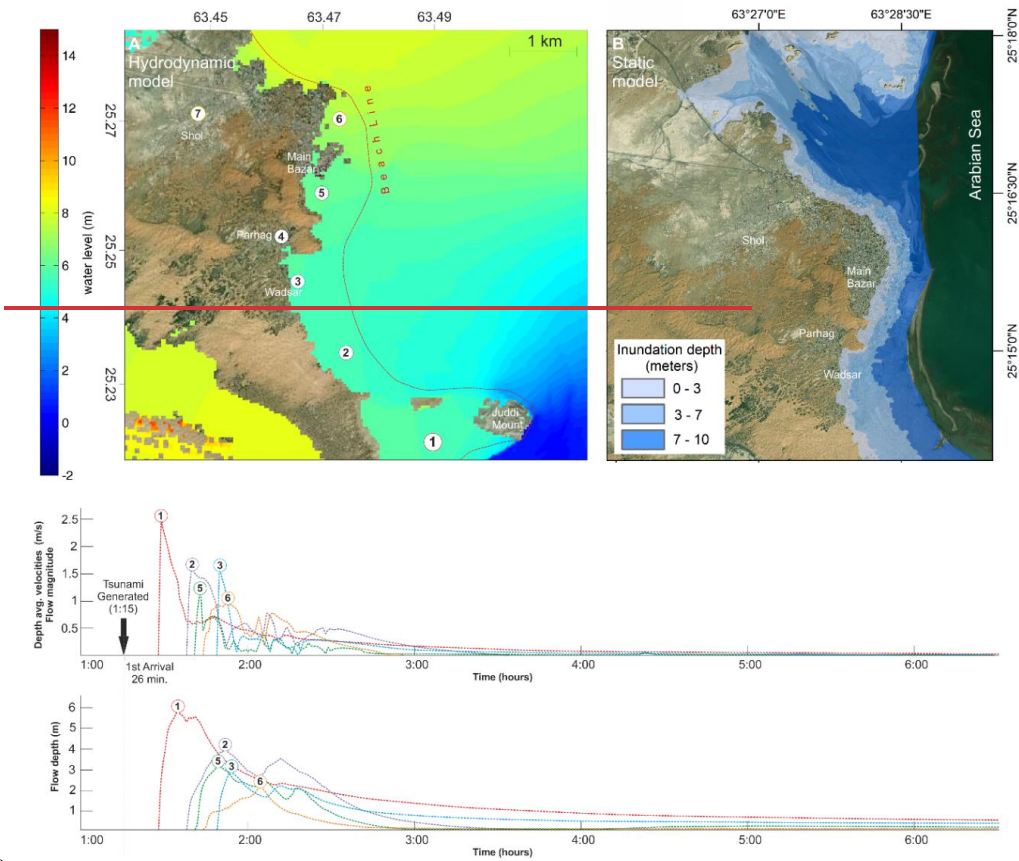 63.45 63.47 63.49
A
Hydrodynamic
model
1 km
25.27
25.25
25.23
7
Shol
6
Main
Bazar
5
Parhag 4
3
Wadsar
2
1
Juddi
Mount
Beach Line
14
12
10
8
6
4
2
0
-2
water level (m)
63°27'0"E 63°28'30"E
B
Static
model
25°18'0"N
25°16'30"N
25°15'0"N
Arabian Sea
Shol
Main
Bazar
Parhag
Wadsar
Inundation depth
(meters)
0 - 3
3 - 7
7 - 10
Depth avg. velocities (m/s)
Flow magnitude
2.5
2
1.5
1
0.5
Tsunami
Generated
(1:15)
1
2
3
5
6
1:00 2:00 3:00 4:00 5:00 6:00
1st Arrival
26 min.
Time (hours)
Flow depth (m)
6
5
4
3
2
1
1
2
5
3
6
1:00 2:00 3:00 4:00 5:00 6:00
Time (hours)